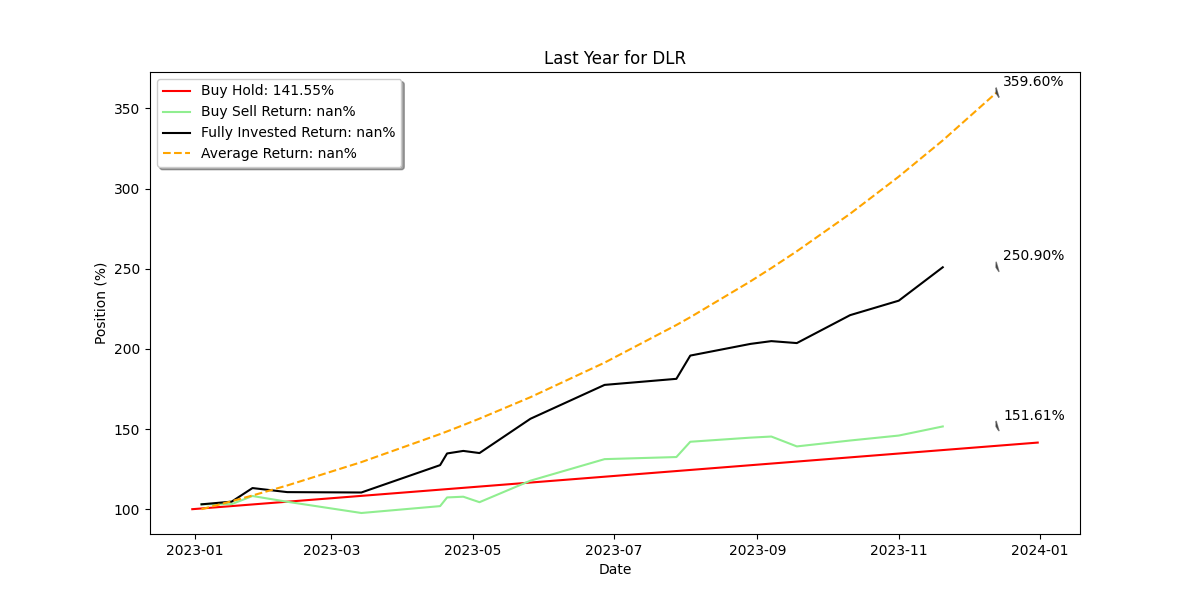 Last Year for DLR
Buy Hold: 141.55%
Buy Sell Return: nan%
Fully Invested Return: nan%
Average Return: nan%
359.60%
250.90%
151.61%
Position (%)
350
300
250
200
150
100
2023-01 2023-03 2023-05 2023-07 2023-09 2023-11 2024-01
Date